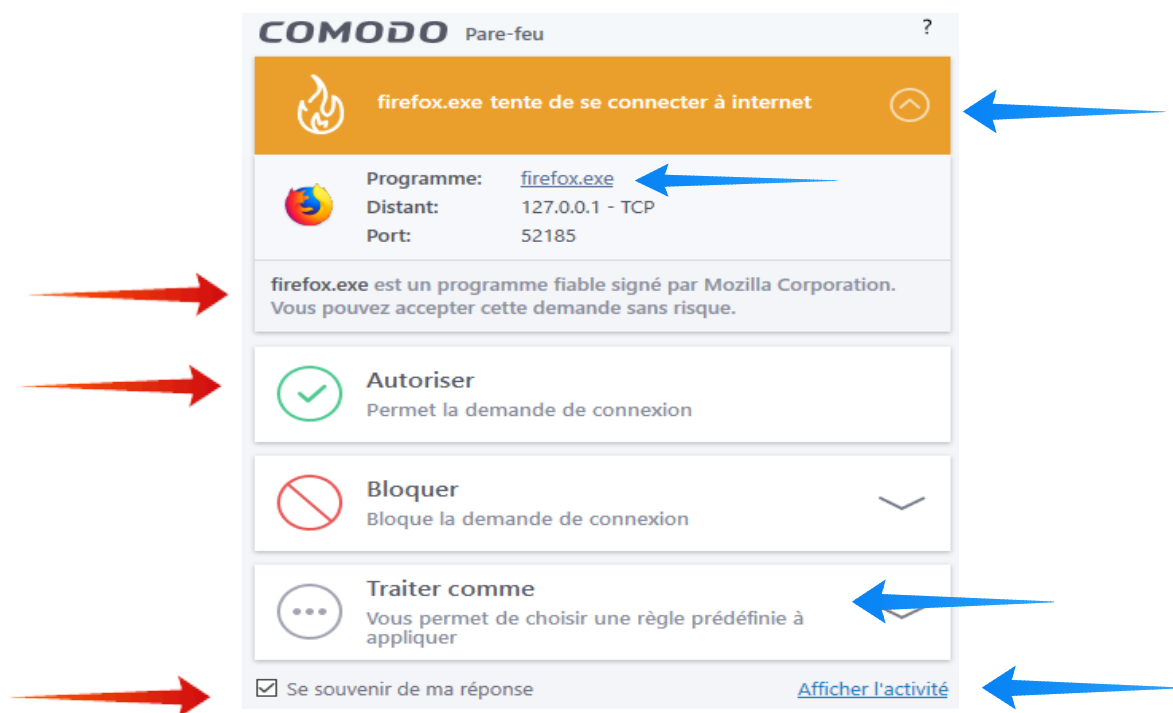 COMODO Pare-feu ?
firefox.exe tente de se connecter à internet
Programme: firefox.exe
Distant: 127.0.0.1 - TCP
Port: 52185
firefox.exe est un programme fiable signé par Mozilla Corporation.
Vous pouvez accepter cette demande sans risque.
Autoriser
Permet la demande de connexion
Bloquer
Bloque la demande de connexion
Traiter comme
Vous permet de choisir une règle prédéfinie à
appliquer
Se souvenir de ma réponse Afficher l'activité